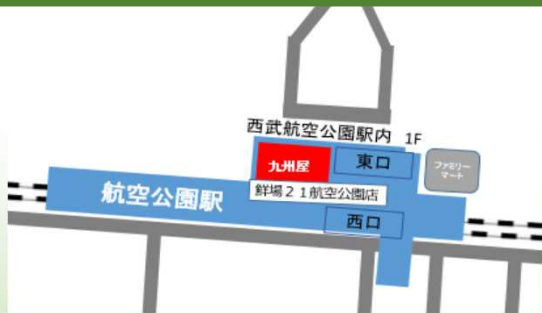 西武航空公園駅内 1F
九州屋
東口
ファミリー
マート
鮮場21航空公園店
航空公園駅
西口